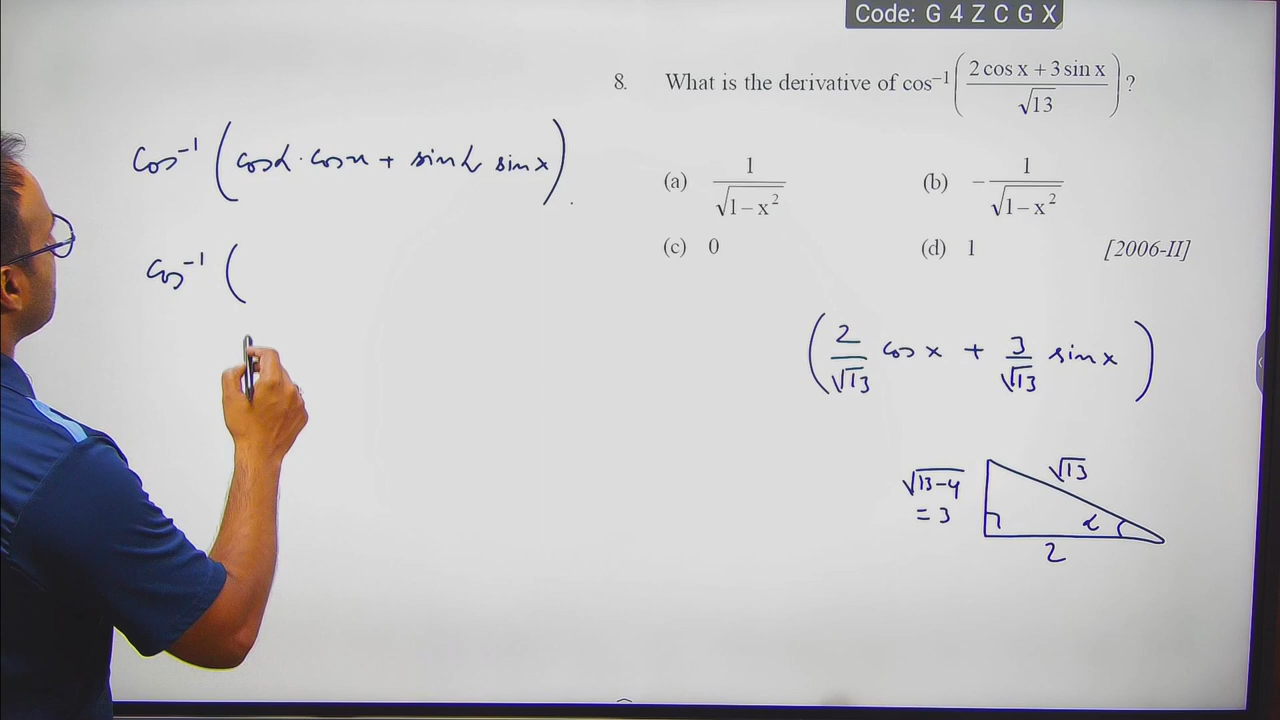 Code: G 4 Z C G X
8. What is the derivative of cos⁻¹((2 cos x + 3 sin x)/√13) ?
(a) 1/√(1 − x²) (b) − 1/√(1 − x²)
(c) 0 (d) 1 [2006-II]
cos⁻¹ (cosα · cosx + sinα sinx) .
cos⁻¹ (
(2/√13 cos x + 3/√13 sin x)
√13
√13−4
= 3
α
2